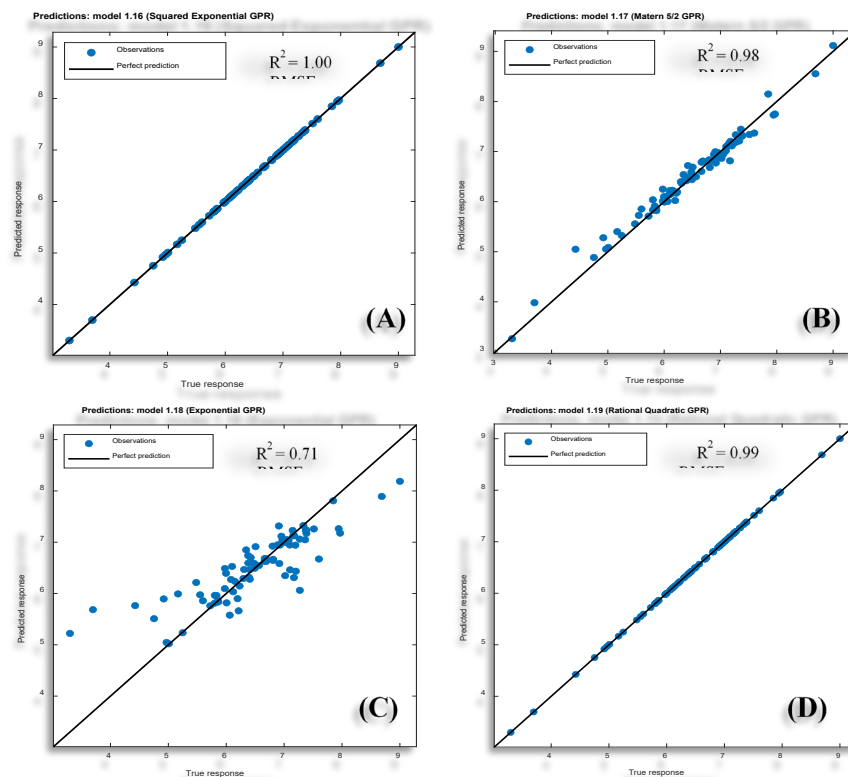 Predictions: model 1.16 (Squared Exponential GPR)
9
8
7
6
5
4
Observations
Perfect prediction
R² = 1.00
RMSE
Predicted response
(A)
4 5 6 7 8 9
True response
Predictions: model 1.17 (Matern 5/2 GPR)
9
8
7
6
5
4
3
Observations
Perfect prediction
R² = 0.98
RMSE
Predicted response
(B)
3 4 5 6 7 8 9
True response
Predictions: model 1.18 (Exponential GPR)
9
8
7
6
5
4
Observations
Perfect prediction
R² = 0.71
RMSE
Predicted response
(C)
4 5 6 7 8 9
True response
Predictions: model 1.19 (Rational Quadratic GPR)
9
8
7
6
5
4
Observations
Perfect prediction
R² = 0.99
RMSE
Predicted response
(D)
4 5 6 7 8 9
True response